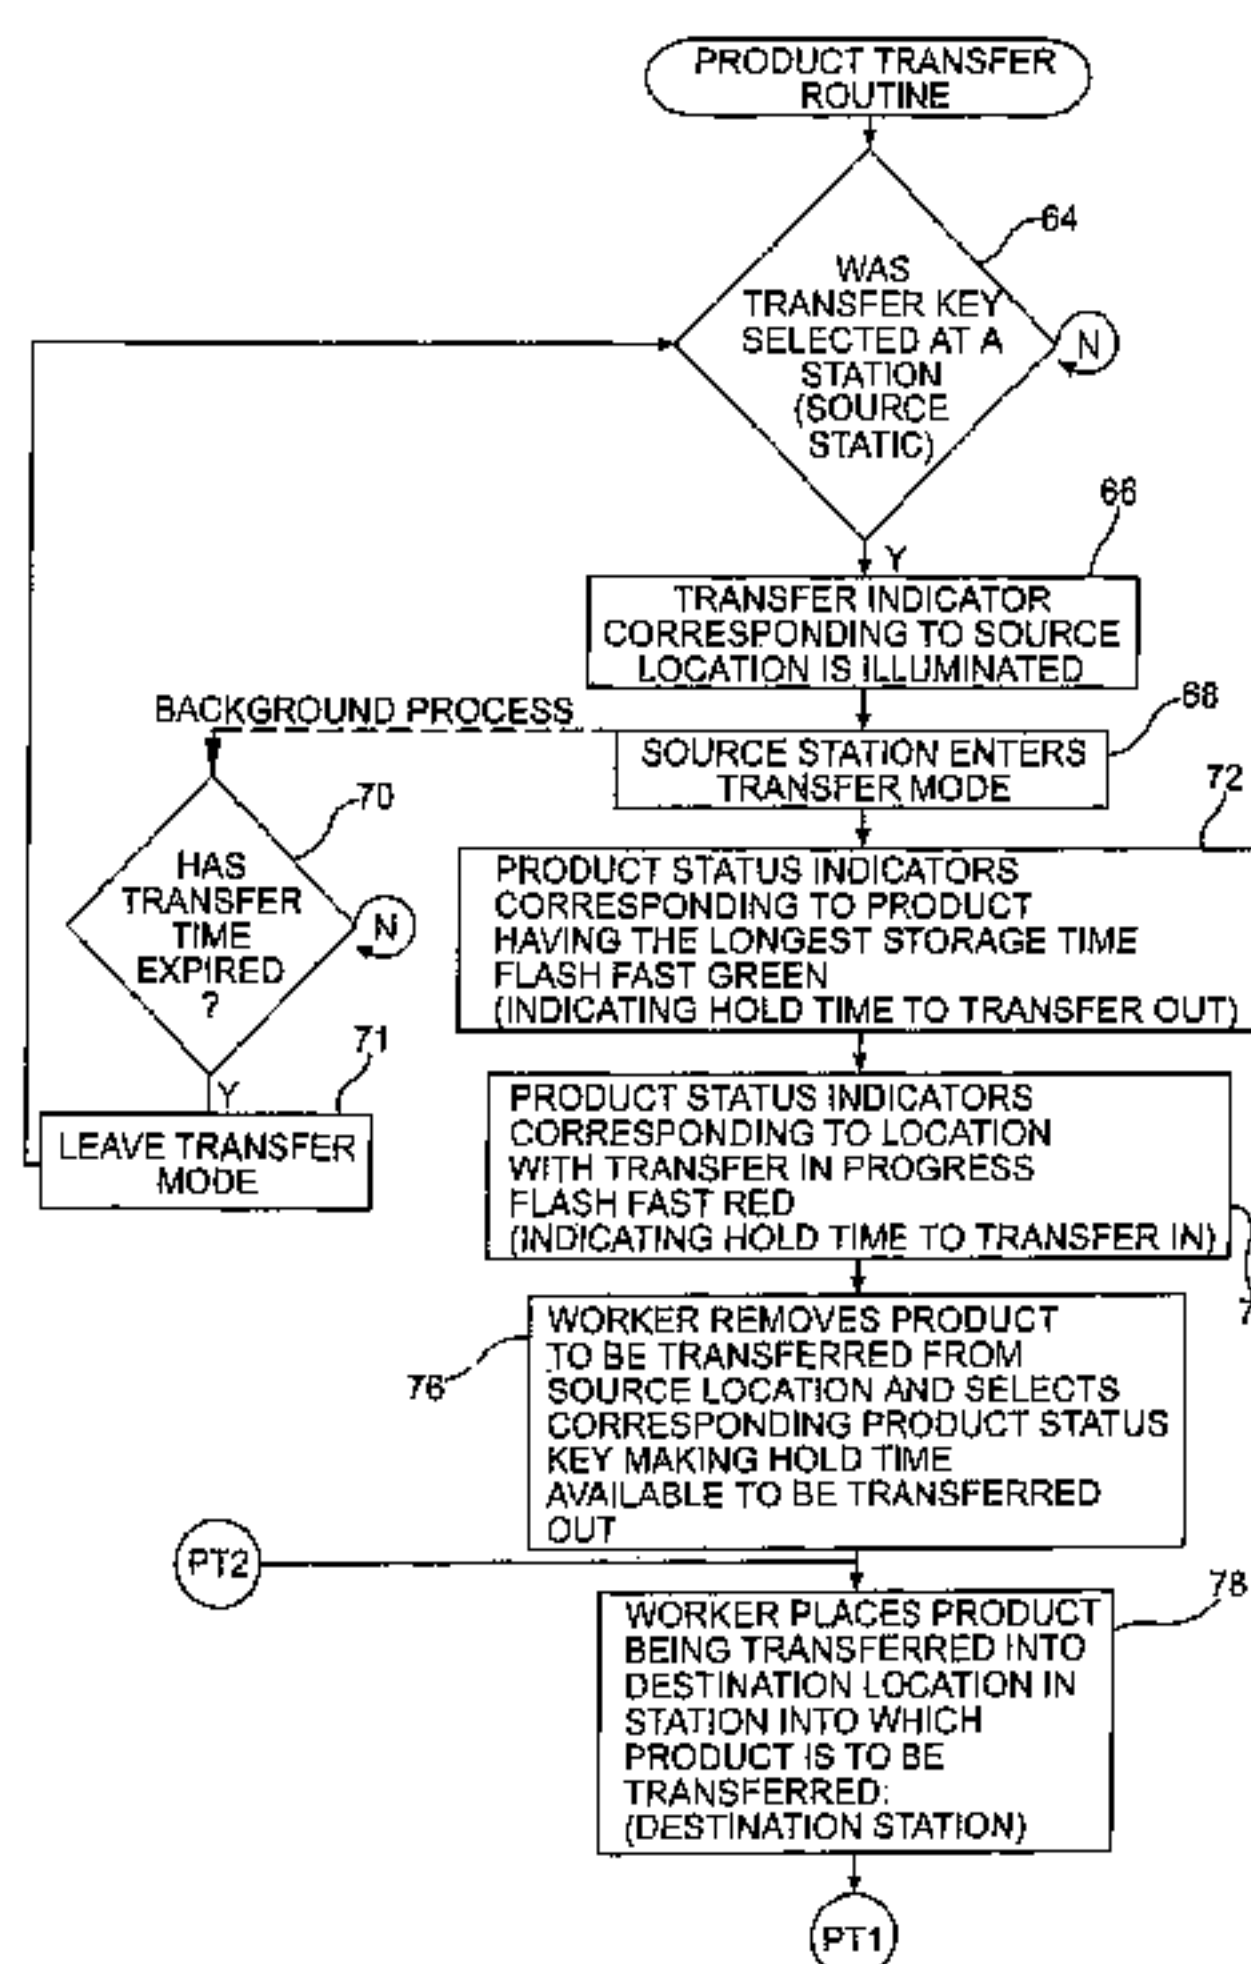 PRODUCT TRANSFER
ROUTINE
64
WAS
TRANSFER KEY
SELECTED AT A
STATION
(SOURCE
STATIC)
N
Y
66
TRANSFER INDICATOR
CORRESPONDING TO SOURCE
LOCATION IS ILLUMINATED
BACKGROUND PROCESS
68
SOURCE STATION ENTERS
TRANSFER MODE
70
HAS
TRANSFER
TIME
EXPIRED
?
N
Y
71
LEAVE TRANSFER
MODE
72
PRODUCT STATUS INDICATORS
CORRESPONDING TO PRODUCT
HAVING THE LONGEST STORAGE TIME
FLASH FAST GREEN
(INDICATING HOLD TIME TO TRANSFER OUT)
PRODUCT STATUS INDICATORS
CORRESPONDING TO LOCATION
WITH TRANSFER IN PROGRESS
FLASH FAST RED
(INDICATING HOLD TIME TO TRANSFER IN)
76
WORKER REMOVES PRODUCT
TO BE TRANSFERRED FROM
SOURCE LOCATION AND SELECTS
CORRESPONDING PRODUCT STATUS
KEY MAKING HOLD TIME
AVAILABLE TO BE TRANSFERRED
OUT
PT2
78
WORKER PLACES PRODUCT
BEING TRANSFERRED INTO
DESTINATION LOCATION IN
STATION INTO WHICH
PRODUCT IS TO BE
TRANSFERRED:
(DESTINATION STATION)
PT1